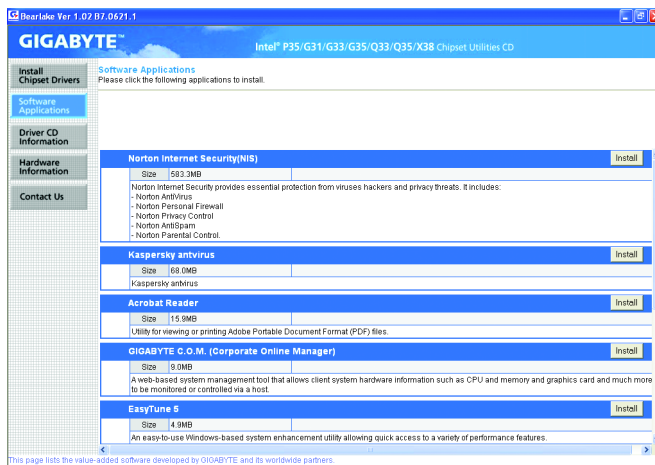 Bearlake Ver 1.02 B7.0621.1
GIGABYTE™
Intel® P35/G31/G33/G35/Q33/Q35/X38 Chipset Utilities CD
Install
Chipset Drivers
Software
Applications
Driver CD
Information
Hardware
Information
Contact Us
Software Applications
Please click the following applications to install.
Norton Internet Security(NIS) Install
Size 583.3MB
Norton Internet Security provides essential protection from viruses hackers and privacy threats. It includes:
- Norton AntiVirus
- Norton Personal Firewall
- Norton Privacy Control
- Norton AntiSpam
- Norton Parental Control.
Kaspersky antvirus Install
Size 68.0MB
Kaspersky antvirus
Acrobat Reader Install
Size 15.9MB
Utility for viewing or printing Adobe Portable Document Format (PDF) files.
GIGABYTE C.O.M. (Corporate Online Manager) Install
Size 9.0MB
A web-based system management tool that allows client system hardware information such as CPU and memory and graphics card and much more
to be monitored or controlled via a host.
EasyTune 5 Install
Size 4.9MB
An easy-to-use Windows-based system enhancement utility allowing quick access to a variety of performance features.
This page lists the value-added software developed by GIGABYTE and its worldwide partners.